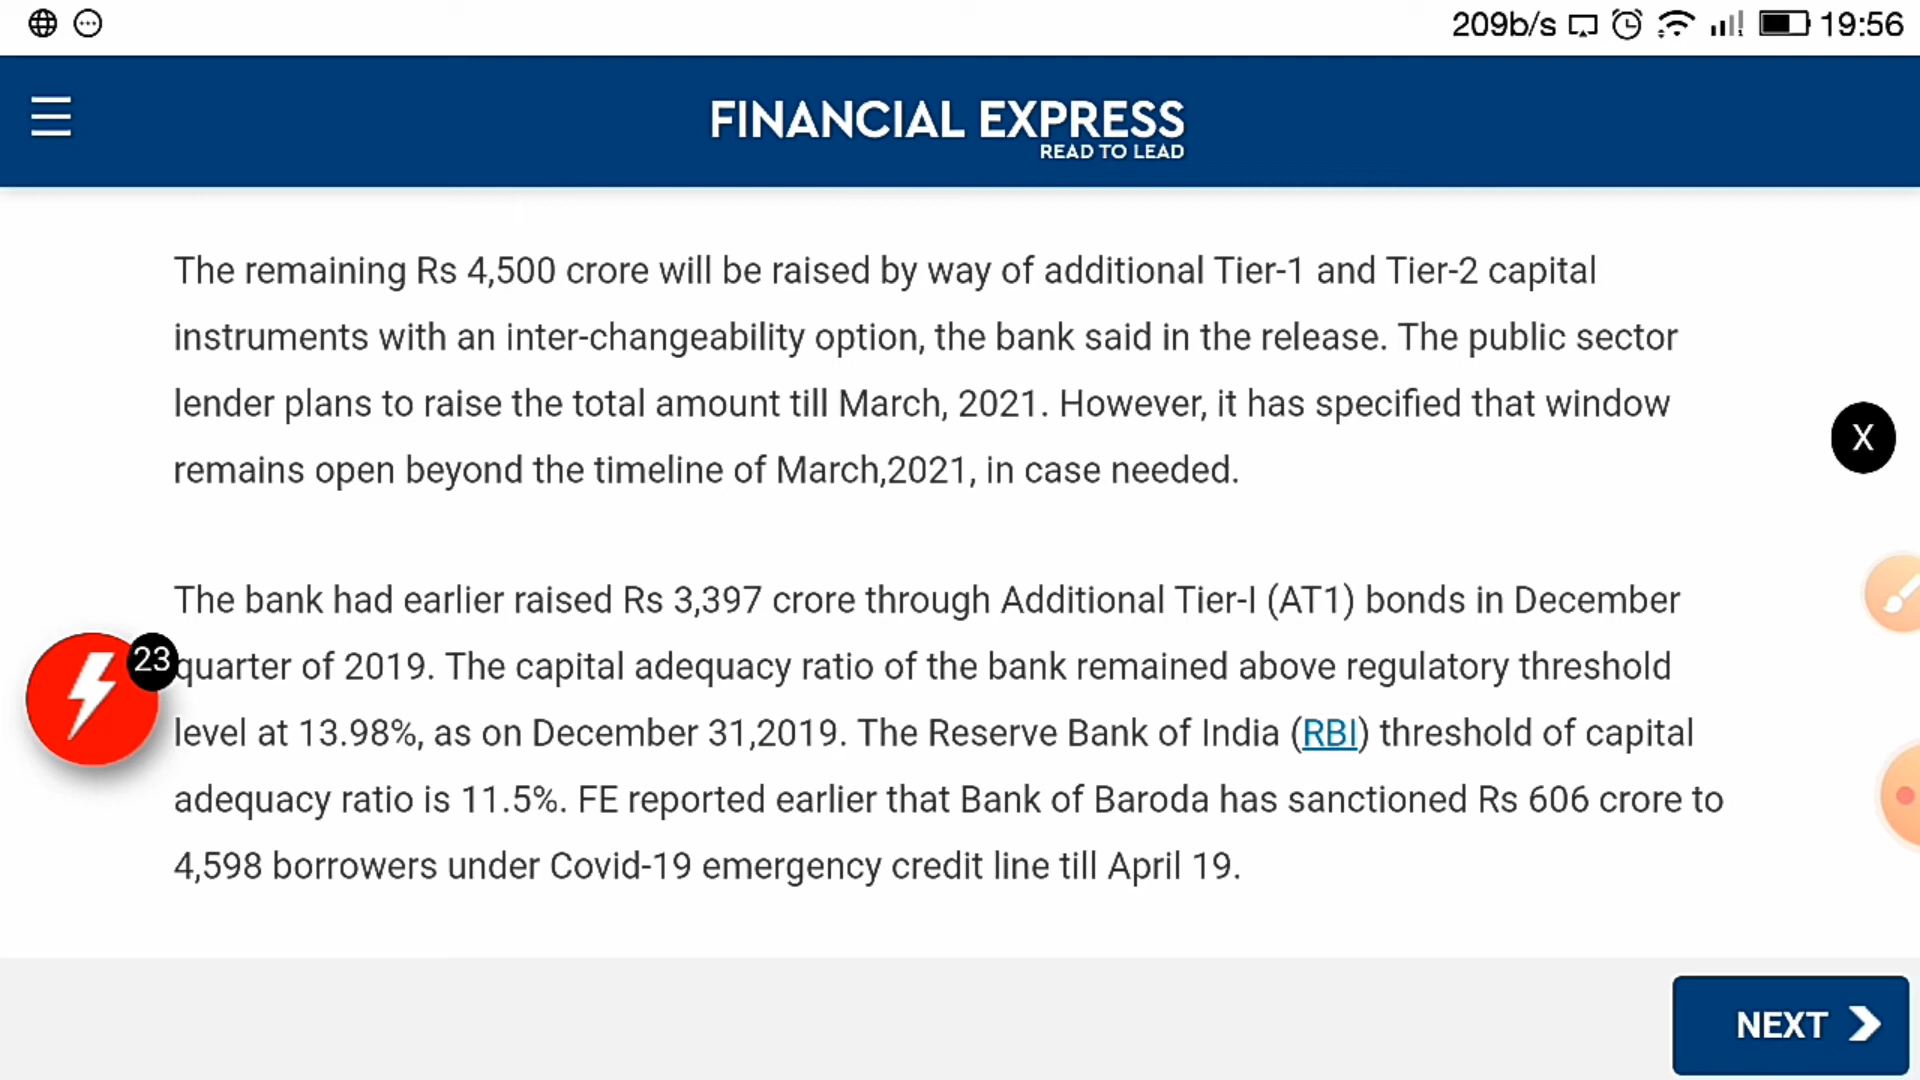 209b/s 19:56
FINANCIAL EXPRESS
READ TO LEAD
The remaining Rs 4,500 crore will be raised by way of additional Tier-1 and Tier-2 capital
instruments with an inter-changeability option, the bank said in the release. The public sector
lender plans to raise the total amount till March, 2021. However, it has specified that window
remains open beyond the timeline of March,2021, in case needed.
X
The bank had earlier raised Rs 3,397 crore through Additional Tier-I (AT1) bonds in December
23
quarter of 2019. The capital adequacy ratio of the bank remained above regulatory threshold
level at 13.98%, as on December 31,2019. The Reserve Bank of India (RBI) threshold of capital
adequacy ratio is 11.5%. FE reported earlier that Bank of Baroda has sanctioned Rs 606 crore to
4,598 borrowers under Covid-19 emergency credit line till April 19.
NEXT